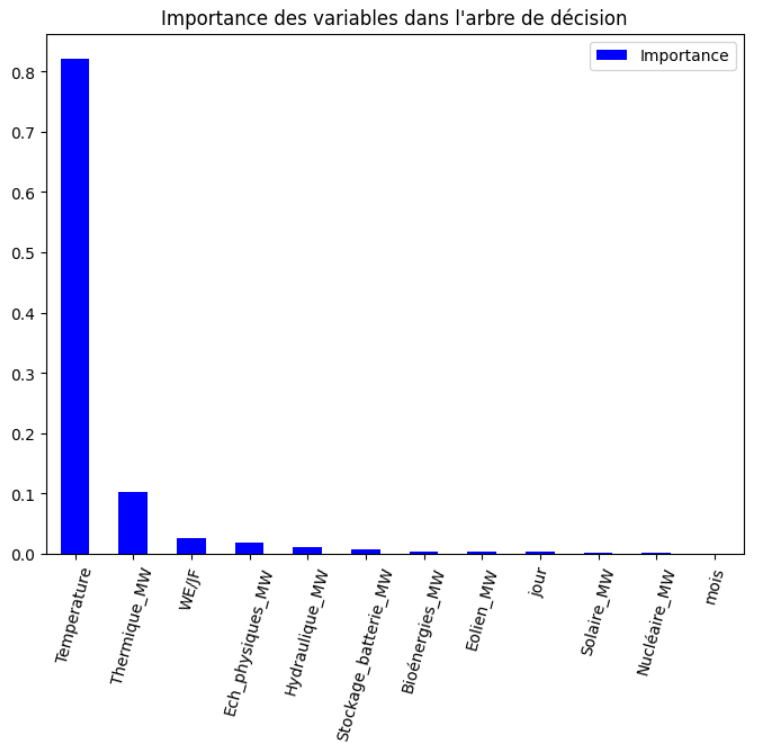 Importance des variables dans l'arbre de décision
Importance
0.8
0.7
0.6
0.5
0.4
0.3
0.2
0.1
0.0
Temperature
Thermique_MW
WE/JF
Ech_physiques_MW
Hydraulique_MW
Stockage_batterie_MW
Bioénergies_MW
Eolien_MW
jour
Solaire_MW
Nucléaire_MW
mois